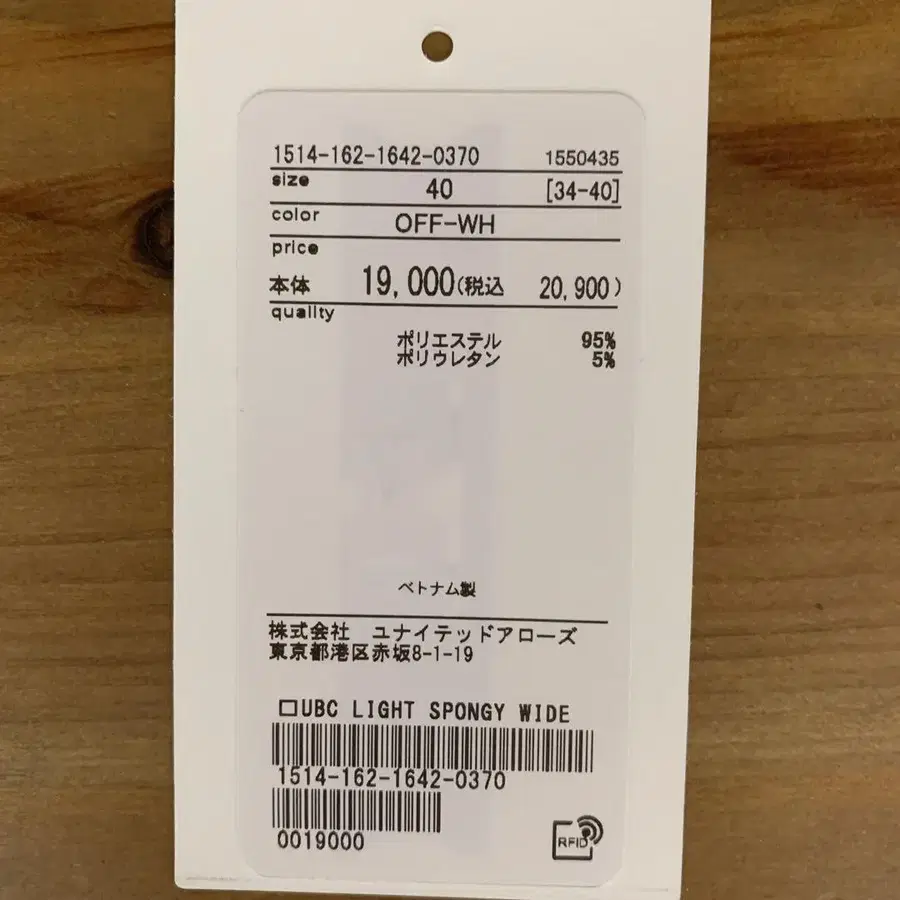 1514-162-1642-0370 1550435
size 40 [34-40]
color OFF-WH
price
本体 19,000(税込 20,900)
quality
ポリエステル 95%
ポリウレタン 5%
ベトナム製
株式会社 ユナイテッドアローズ
東京都港区赤坂8-1-19
□UBC LIGHT SPONGY WIDE
1514-162-1642-0370
0019000
RFID